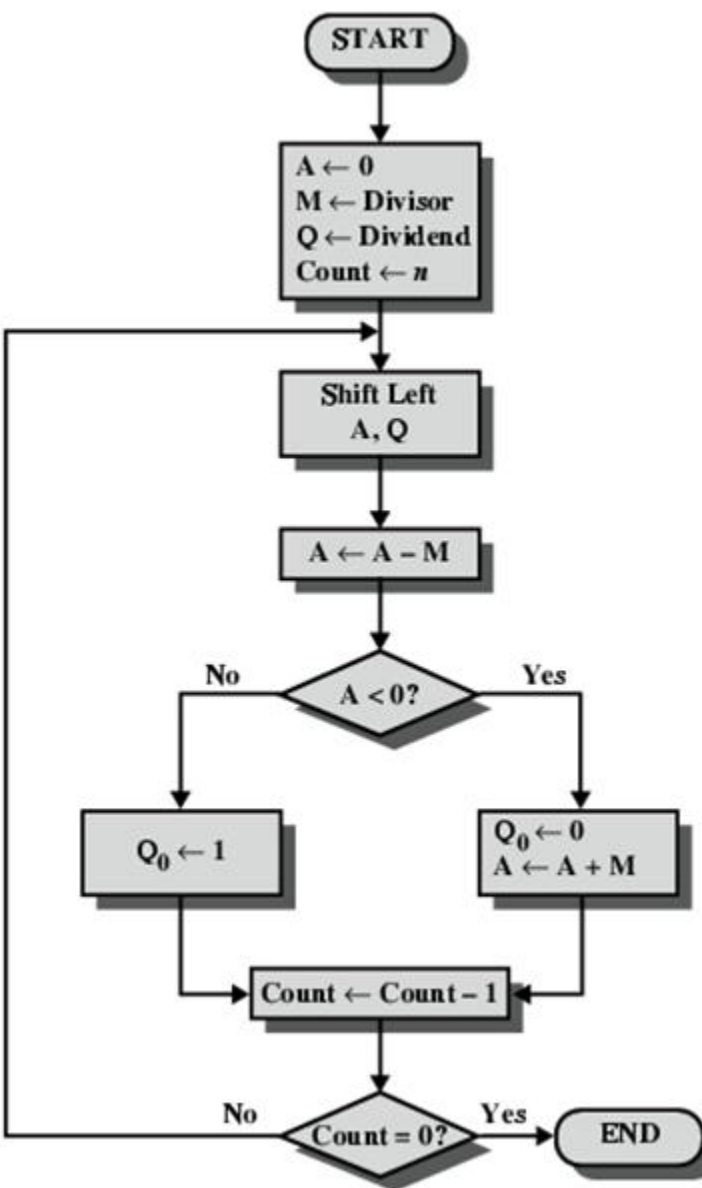 START
A ← 0
M ← Divisor
Q ← Dividend
Count ← n
Shift Left
A, Q
A ← A – M
No
A < 0?
Yes
Q₀ ← 1
Q₀ ← 0
A ← A + M
Count ← Count – 1
No
Count = 0?
Yes
END